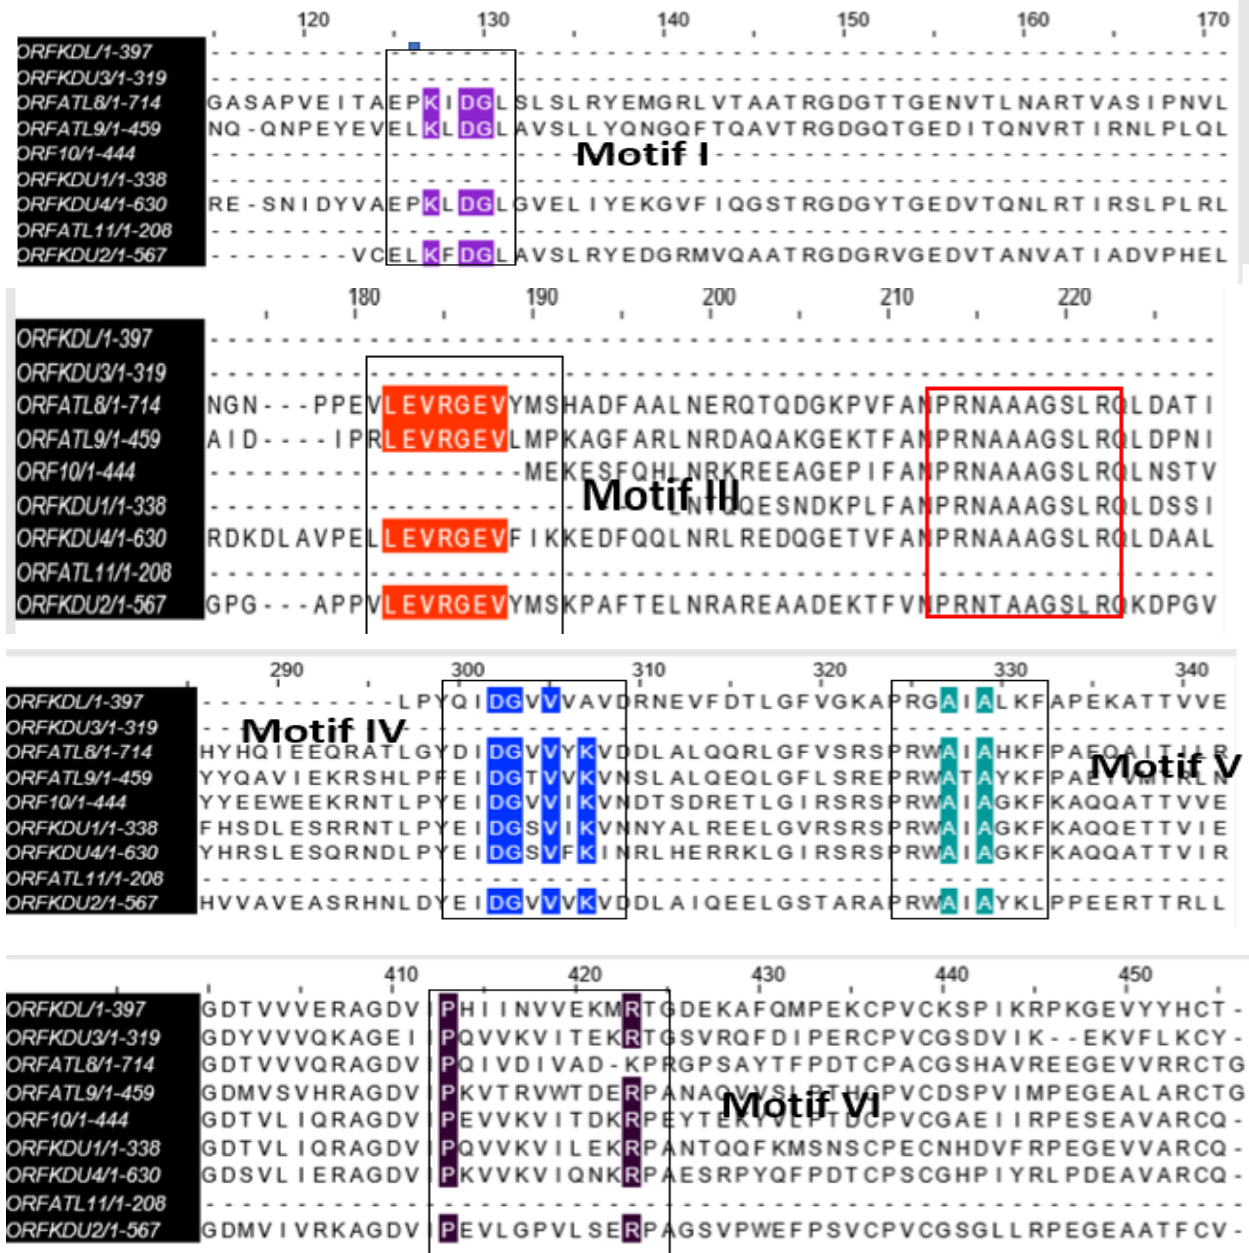 120 130 140 150 160 170
ORFKDL/1-397 ---------------------------------------------------------
ORFKDU3/1-319 ---------------------------------------------------------
ORFATL8/1-714 GASAPVEITAEPKIDGLSLSLRYEMGRLVTAATRGDGTTGENVTLNARTVASIPNVL
ORFATL9/1-459 NQ-QNPEYEVELKLDGLAVSLLYQNGQFTQAVTRGDGQTGEDITQNVRTIRNLPLQL
ORF10/1-444 ---------------------------------------------------------
Motif I
ORFKDU1/1-338 ---------------------------------------------------------
ORFKDU4/1-630 RE-SNIDYVAEPKLDGLGVELIYEKGVFIQGSTRGDGYTGEDVTQNLRTIRSLPLRL
ORFATL11/1-208 ---------------------------------------------------------
ORFKDU2/1-567 --------VCELKFDGLAVSLRYEDGRMVQAATRGDGRVGEDVTANVATIADVPHEL
180 190 200 210 220
ORFKDL/1-397 ---------------------------------------------------------
ORFKDU3/1-319 ---------------------------------------------------------
ORFATL8/1-714 NGN---PPEVLEVRGEVYMSHADFAALNERQTQDGKPVFANPRNAAAGSLRQLDATI
ORFATL9/1-459 AID----IPRLEVRGEVLMPKAGFARLNRDAQAKGEKTFANPRNAAAGSLRQLDPNI
ORF10/1-444 ------------------MEKESFQHLNRKREEAGEPIFANPRNAAAGSLRQLNSTV
Motif III
ORFKDU1/1-338 --------------------------LNTQQESNDKPLFANPRNAAAGSLRQLDSSI
ORFKDU4/1-630 RDKDLAVPELLEVRGEVFIKKEDFQQLNRLREDQGETVFANPRNAAAGSLRQLDAAL
ORFATL11/1-208 ---------------------------------------------------------
ORFKDU2/1-567 GPG---APPVLEVRGEVYMSKPAFTELNRAREAADEKTFVNPRNTAAGSLRQKDPGV
290 300 310 320 330 340
ORFKDL/1-397 -----------LPYQIDGVVVAVDRNEVFDTLGFVGKAPRGAIALKFAPEKATTVVE
ORFKDU3/1-319 ---------------------------------------------------------
Motif IV
ORFATL8/1-714 HYHQIEEQRATLGYDIDGVVYKVDDLALQQRLGFVSRSPRWAIAHKFPAEQAITILR
Motif V
ORFATL9/1-459 YYQAVIEKRSHLPFEIDGTVVKVNSLALQEQLGFLSREPRWATAYKFPAETVMTRLN
ORF10/1-444 YYEEWEEKRNTLPYEIDGVVIKVNDTSDRETLGIRSRSPRWAIAGKFKAQQATTVVE
ORFKDU1/1-338 FHSDLESRRNTLPYEIDGSVIKVNNYALREELGVRSRSPRWAIAGKFKAQQETTVIE
ORFKDU4/1-630 YHRSLESQRNDLPYEIDGSVFKINRLHERRKLGIRSRSPRWAIAGKFKAQQATTVIR
ORFATL11/1-208 ---------------------------------------------------------
ORFKDU2/1-567 HVVAVEASRHNLDYEIDGVVVKVDDLAIQEELGSTARAPRWAIAYKLPPEERTTRLL
410 420 430 440 450
ORFKDL/1-397 GDTVVVERAGDVIPHIINVVEKMRTGDEKAFQMPEKCPVCKSPIKRPKGEVYYHCT-
ORFKDU3/1-319 GDYVVVQKAGEIIPQVVKVITEKRTGSVRQFDIPERCPVCGSDVIK--EKVFLKCY-
ORFATL8/1-714 GDTVVVRRAGDVIPQIVDIVAD-KPRGPSAYTFPDTCPACGSHAVREEGEVVRRCTG
ORFATL9/1-459 GDMVSVHRAGDVIPKVTRVWTDERPANAQVVSLPTHCPVCDSPVIMPEGEALARCTG
Motif VI
ORF10/1-444 GDTVLIQRAGDVIPEVVKVITDKRPEYTEKYVLPTDCPVCGAEIIRPESEAVARCQ-
ORFKDU1/1-338 GDTVLIQRAGDVIPQVVKVILEKRPANTQQFKMSNSCPECNHDVFRPEGEVVARCQ-
ORFKDU4/1-630 GDSVLIERAGDVIPKVVKVIQNKRPAESRPYQFPDTCPSCGHPIYRLPDEAVARCQ-
ORFATL11/1-208 ---------------------------------------------------------
ORFKDU2/1-567 GDMVIVRKAGDVIPEVLGPVLSERPAGSVPWEFPSVCPVCGSGLLRPEGEAATFCV-